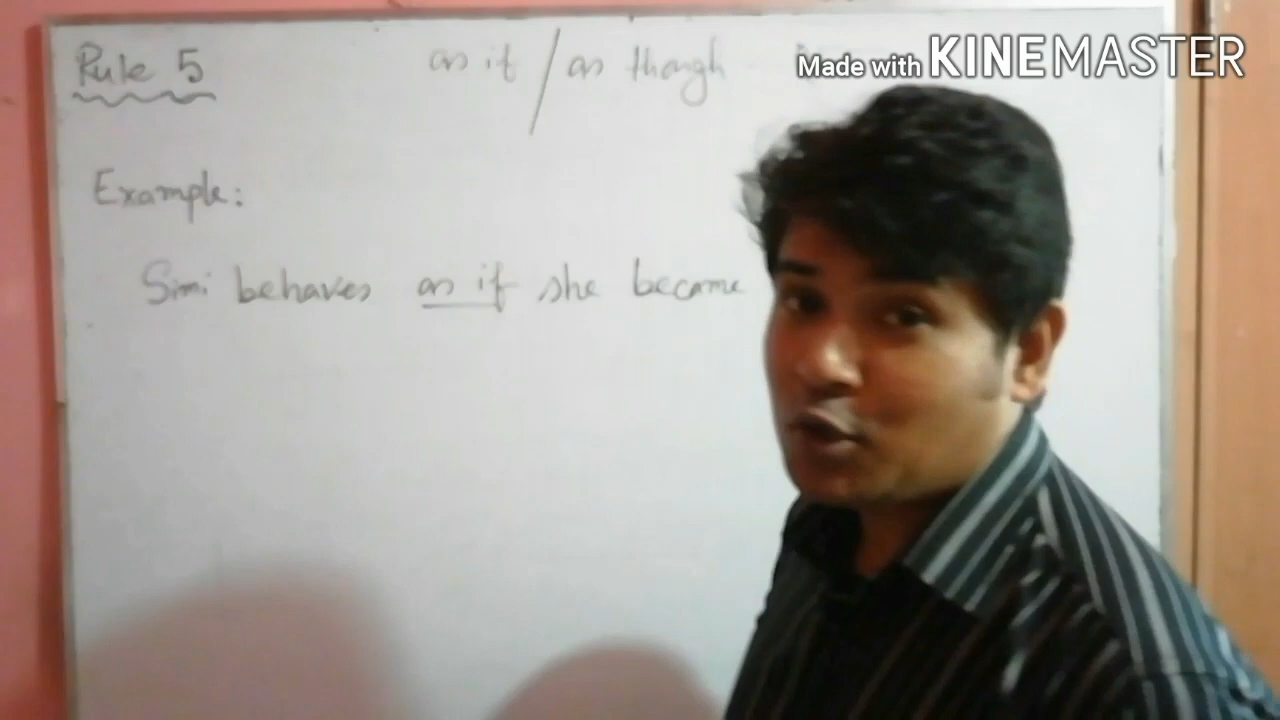 Rule 5 as if / as though
Made with KINEMASTER
Example:
Simi behaves as if she became